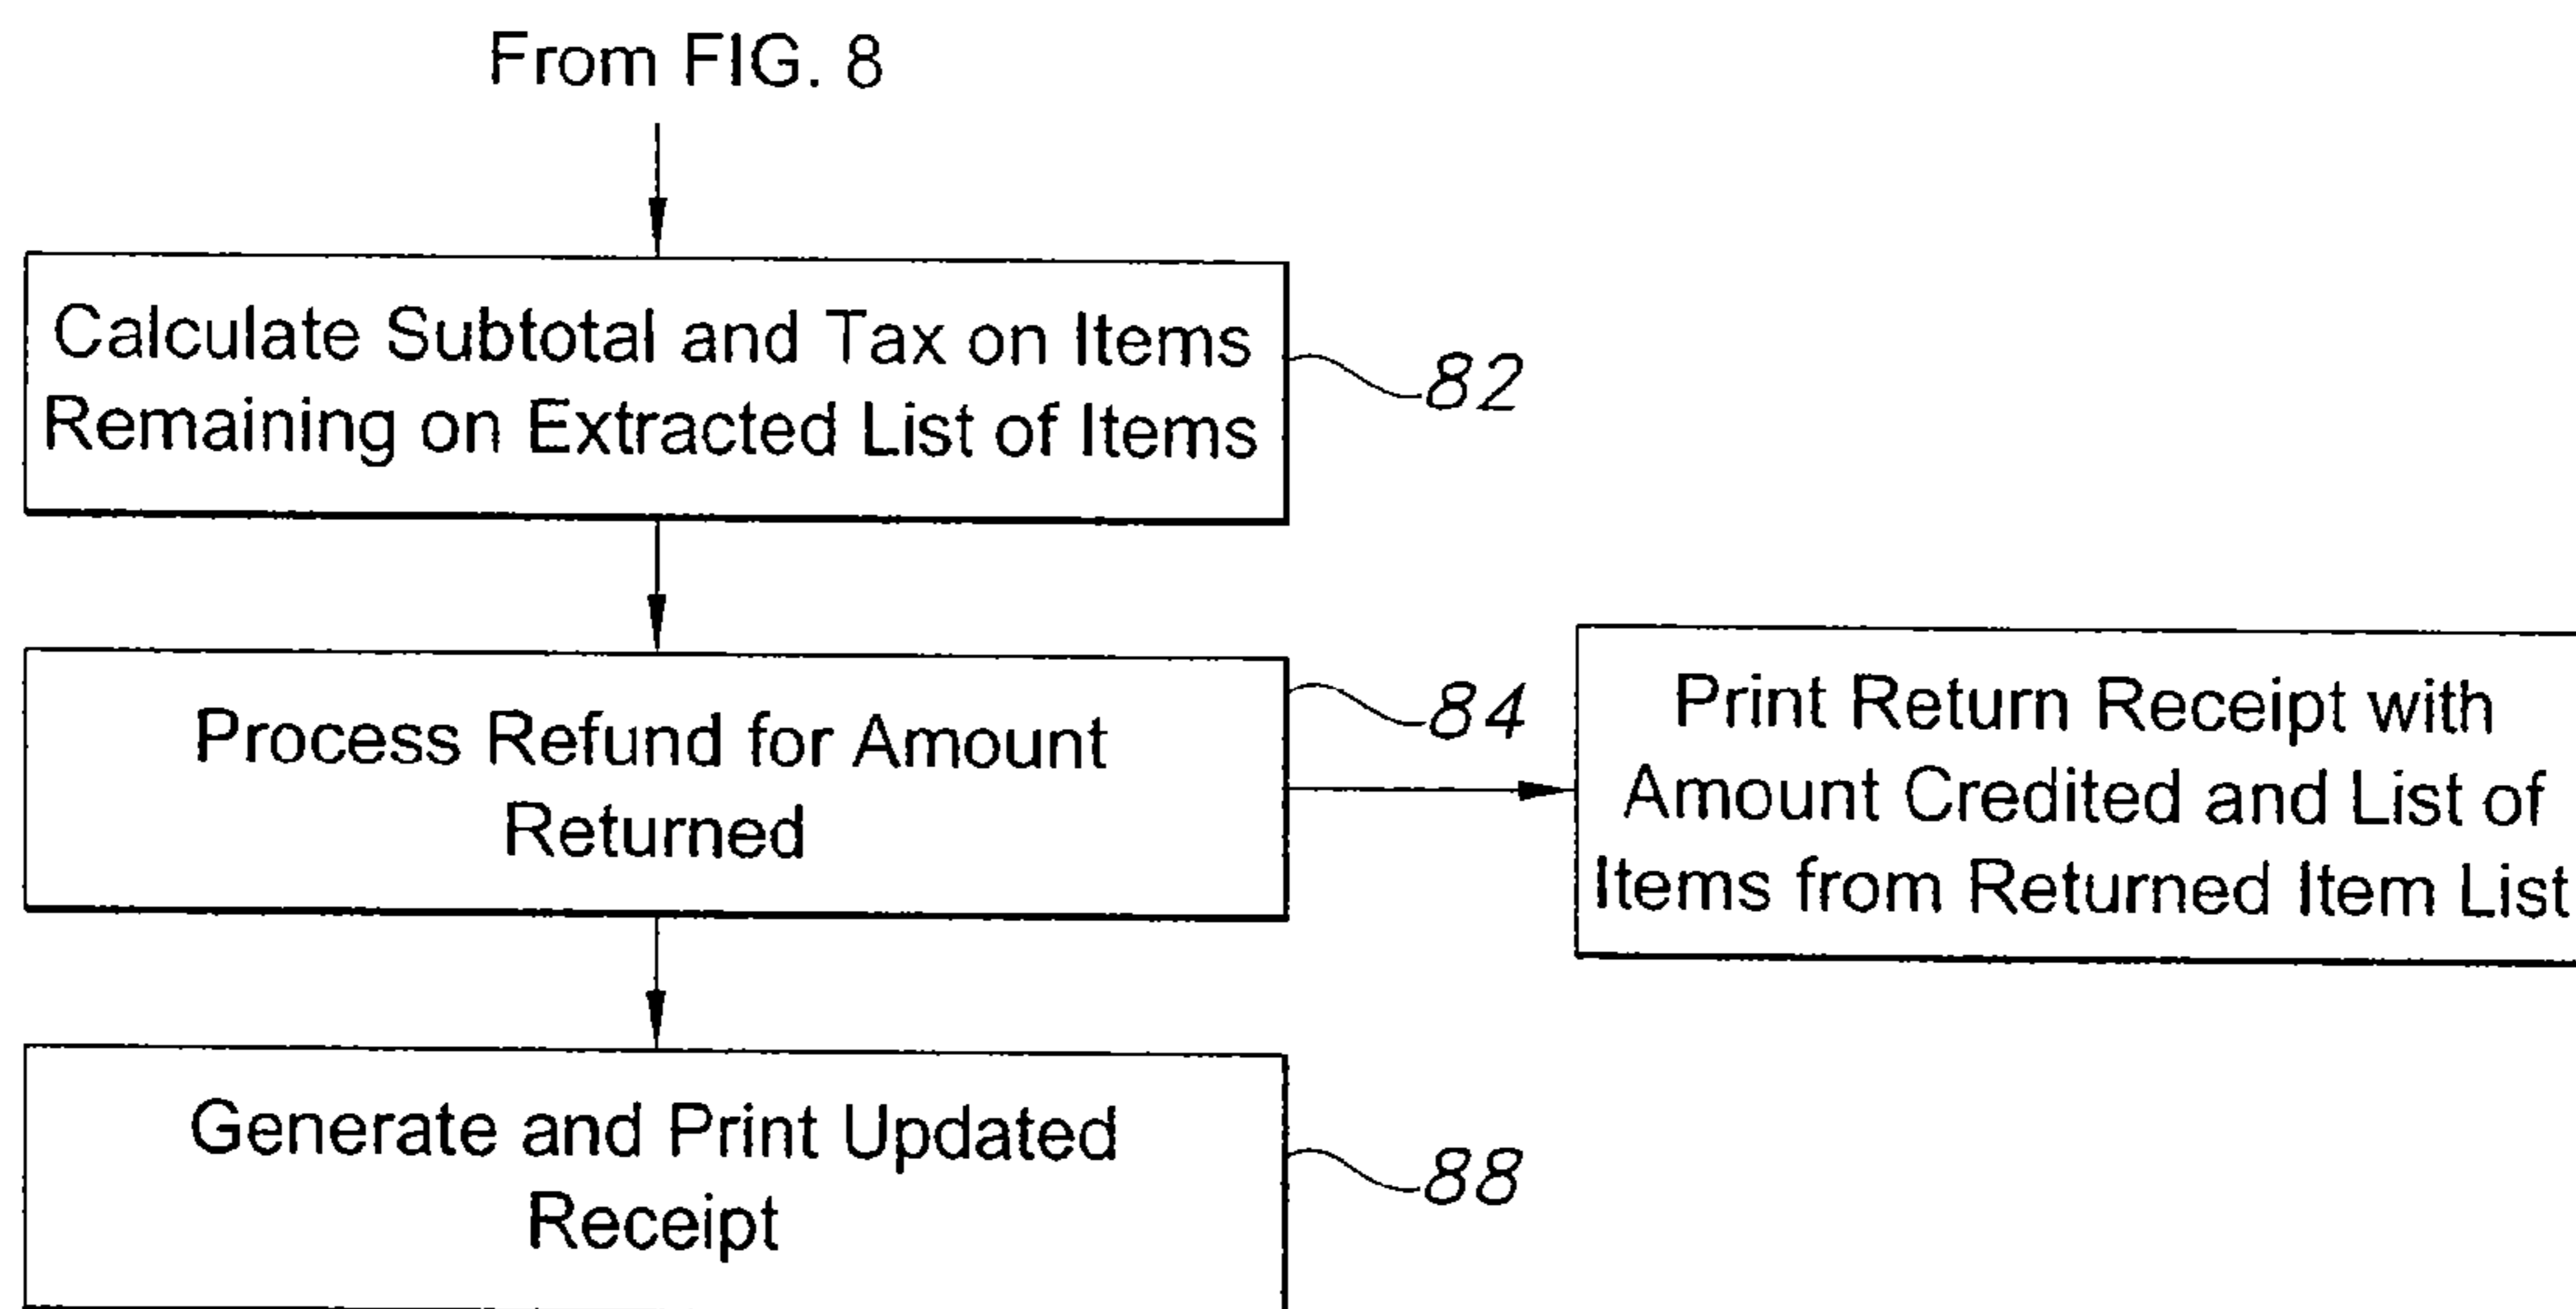 From FIG. 8
Calculate Subtotal and Tax on Items
Remaining on Extracted List of Items
82
Process Refund for Amount
Returned
84
Print Return Receipt with
Amount Credited and List of
Items from Returned Item List
Generate and Print Updated
Receipt
88